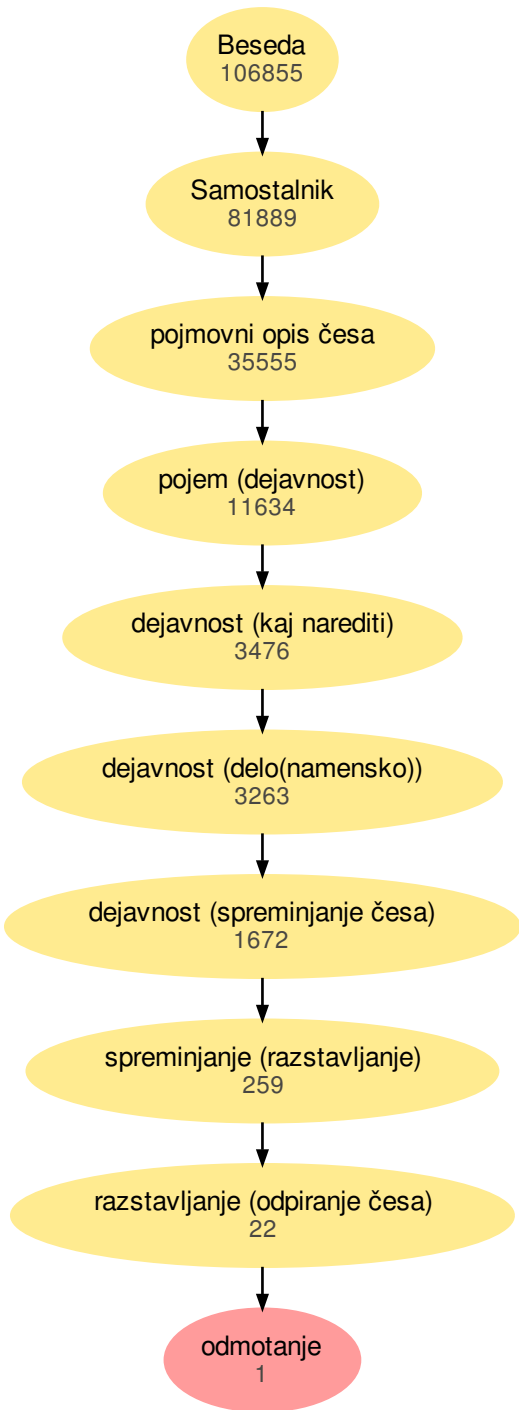 Beseda
106855
Samostalnik
81889
pojmovni opis česa
35555
pojem (dejavnost)
11634
dejavnost (kaj narediti)
3476
dejavnost (delo(namensko))
3263
dejavnost (spreminjanje česa)
1672
spreminjanje (razstavljanje)
259
razstavljanje (odpiranje česa)
22
odmotanje
1